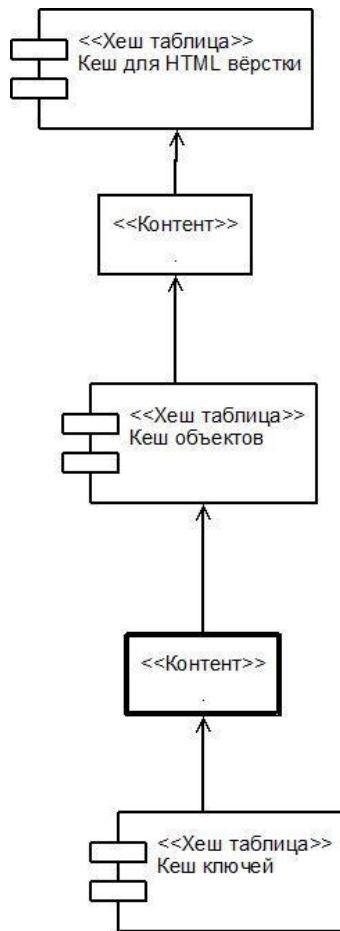 <<Хеш таблица>>
Кеш для HTML вёрстки
<<Контент>>
.
<<Хеш таблица>>
Кеш объектов
<<Контент>>
.
<<Хеш таблица>>
Кеш ключей